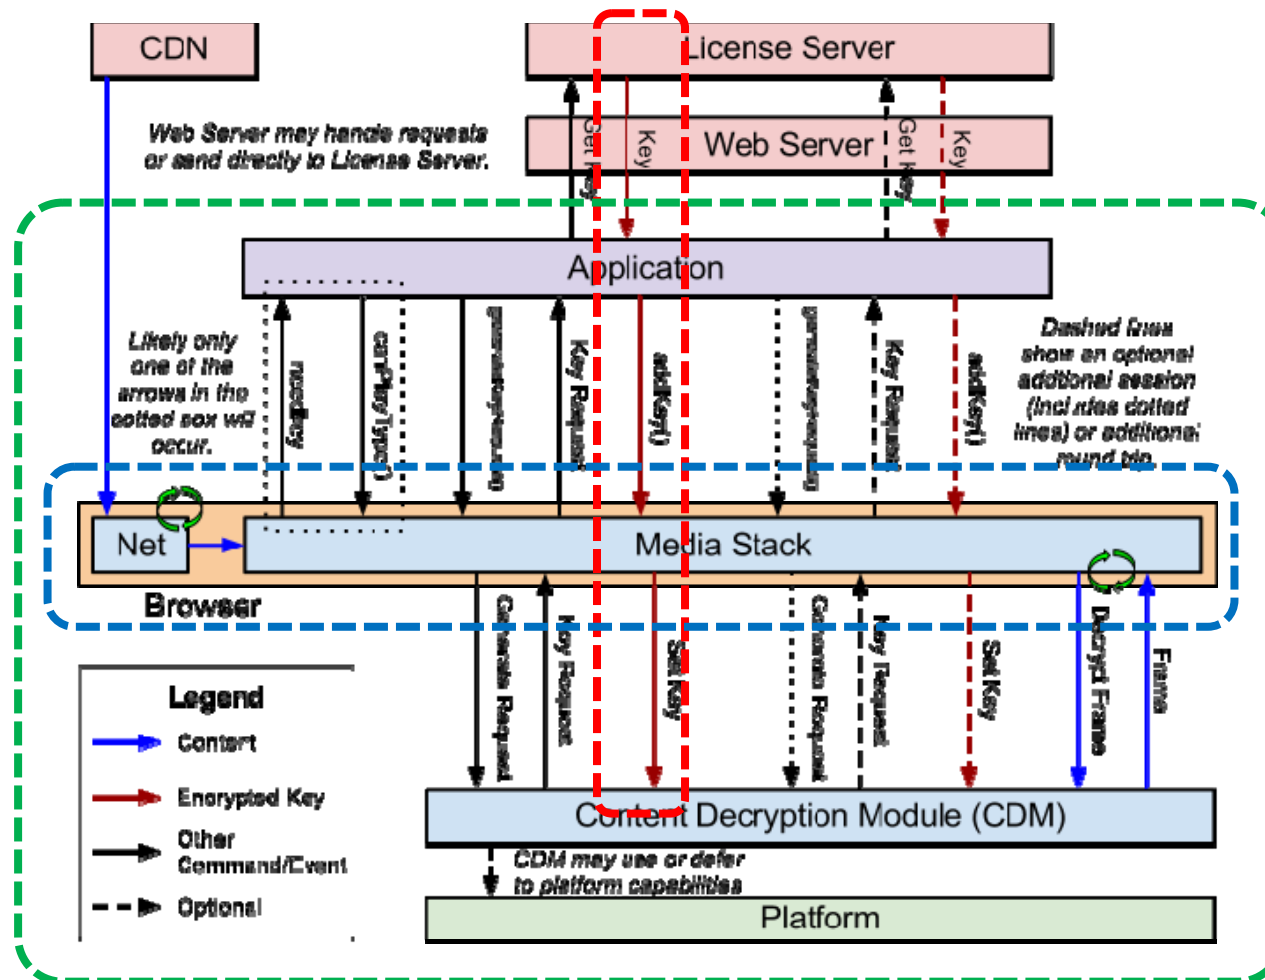 CDN
License Server
Web Server may handle requests
or send directly to License Server.
Get Key
Key
Get Key
Key
Web Server
Application
Likely only
one of the
arrows in the
dotted box will
occur.
needkey
canPlayType()
Key Request
addKey()
Key Request
addKey()
Dashed lines
show an optional
additional session
(includes dotted
lines) or additional
round trip.
Net
Media Stack
Browser
Generate Request
Key Request
Set Key
Generate Request
Key Request
Set Key
Decrypt Frame
Frame
Legend
Content
Encrypted Key
Other
Command/Event
Optional
Content Decryption Module (CDM)
CDM may use or defer
to platform capabilities
Platform